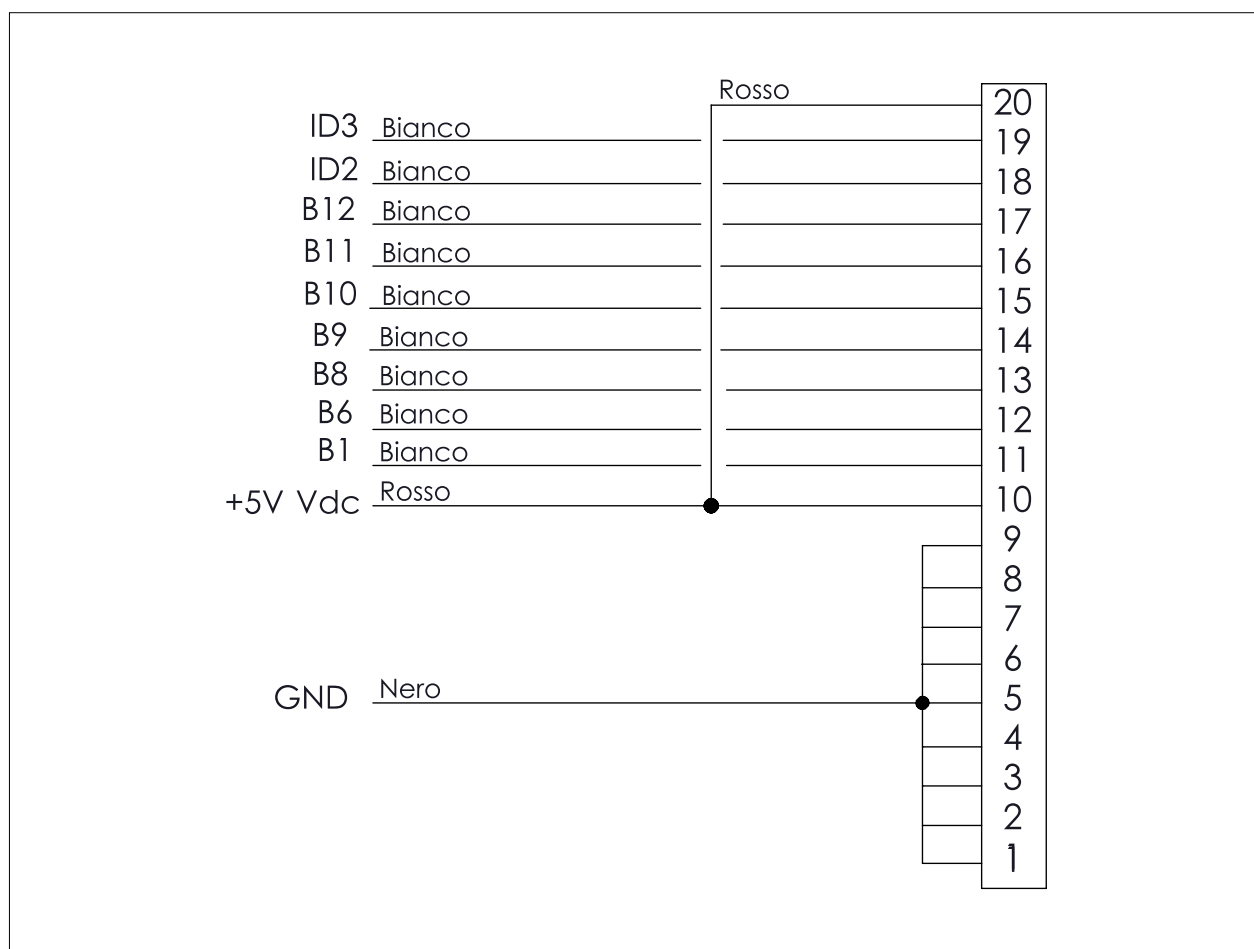 Rosso 20
ID3 Bianco 19
ID2 Bianco 18
B12 Bianco 17
B11 Bianco 16
B10 Bianco 15
B9 Bianco 14
B8 Bianco 13
B6 Bianco 12
B1 Bianco 11
+5V Vdc Rosso 10
9
8
7
6
GND Nero 5
4
3
2
1